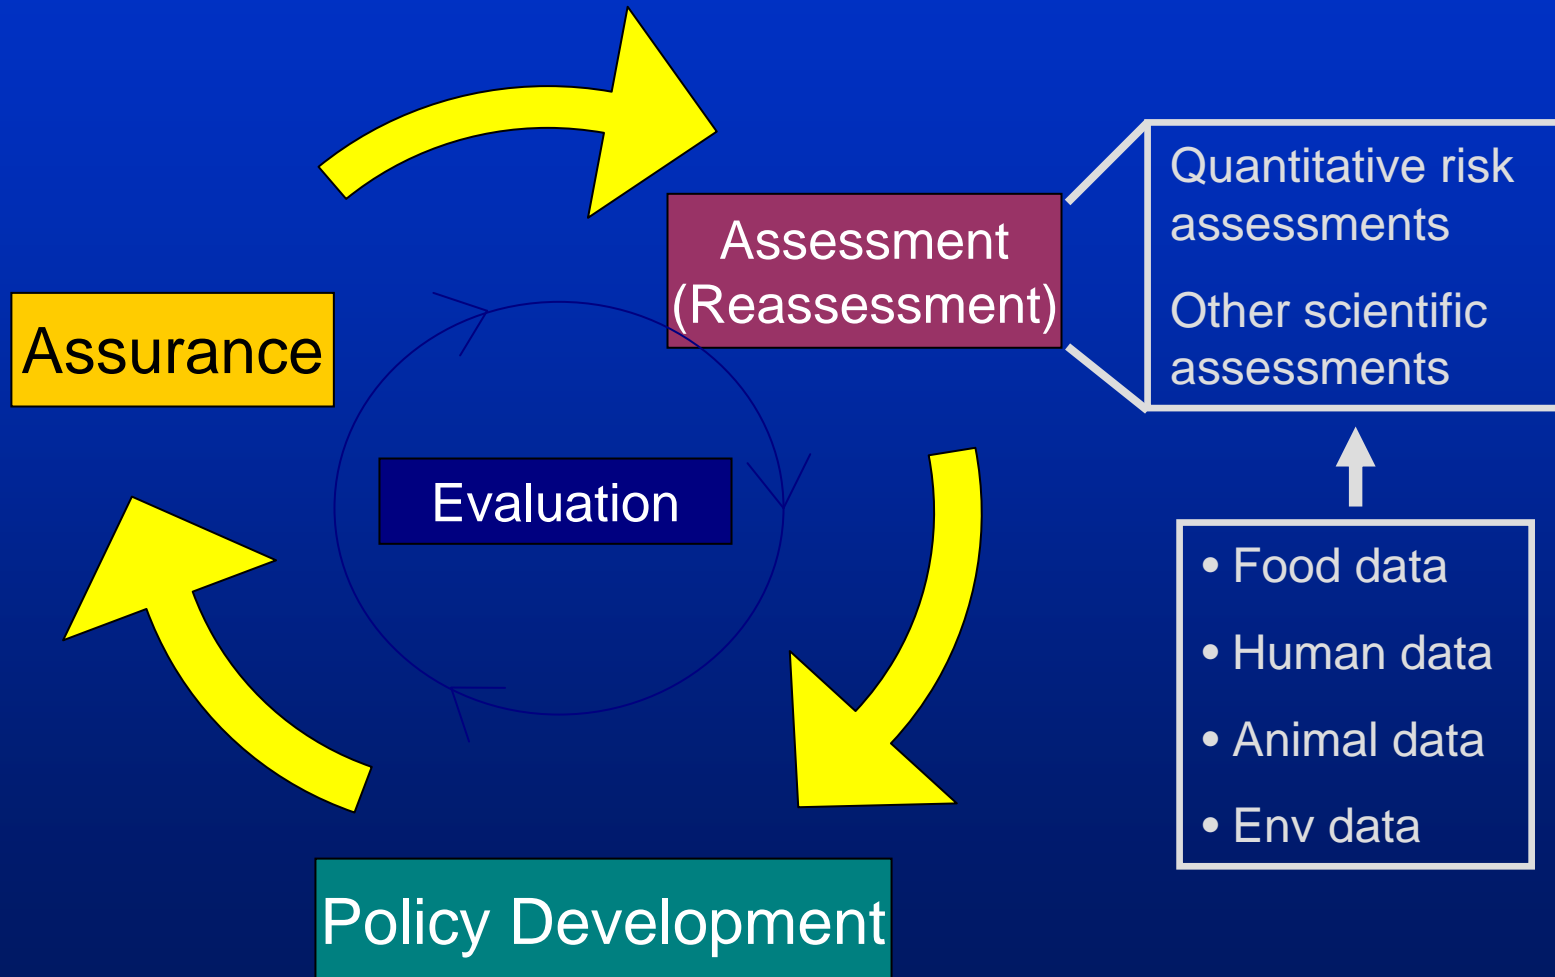 Assessment
(Reassessment)
Quantitative risk
assessments
Other scientific
assessments
Assurance
Evaluation
• Food data
• Human data
• Animal data
• Env data
Policy Development